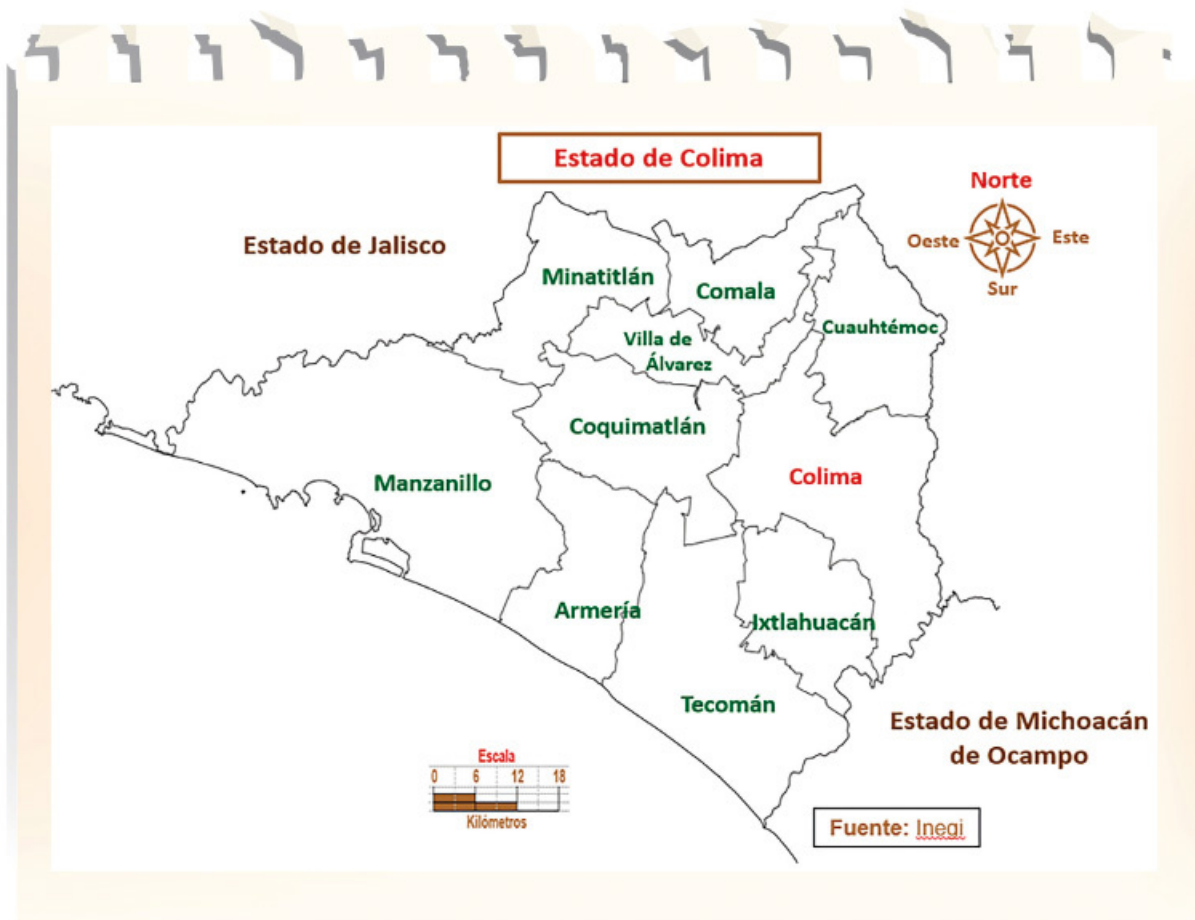 Estado de Colima
Norte
Oeste
Este
Sur
Estado de Jalisco
Minatitlán
Comala
Cuauhtémoc
Villa de
Álvarez
Coquimatlán
Colima
Manzanillo
Armería
Ixtlahuacán
Tecomán
Estado de Michoacán
de Ocampo
Escala
0 6 12 18
Kilómetros
Fuente: Inegi